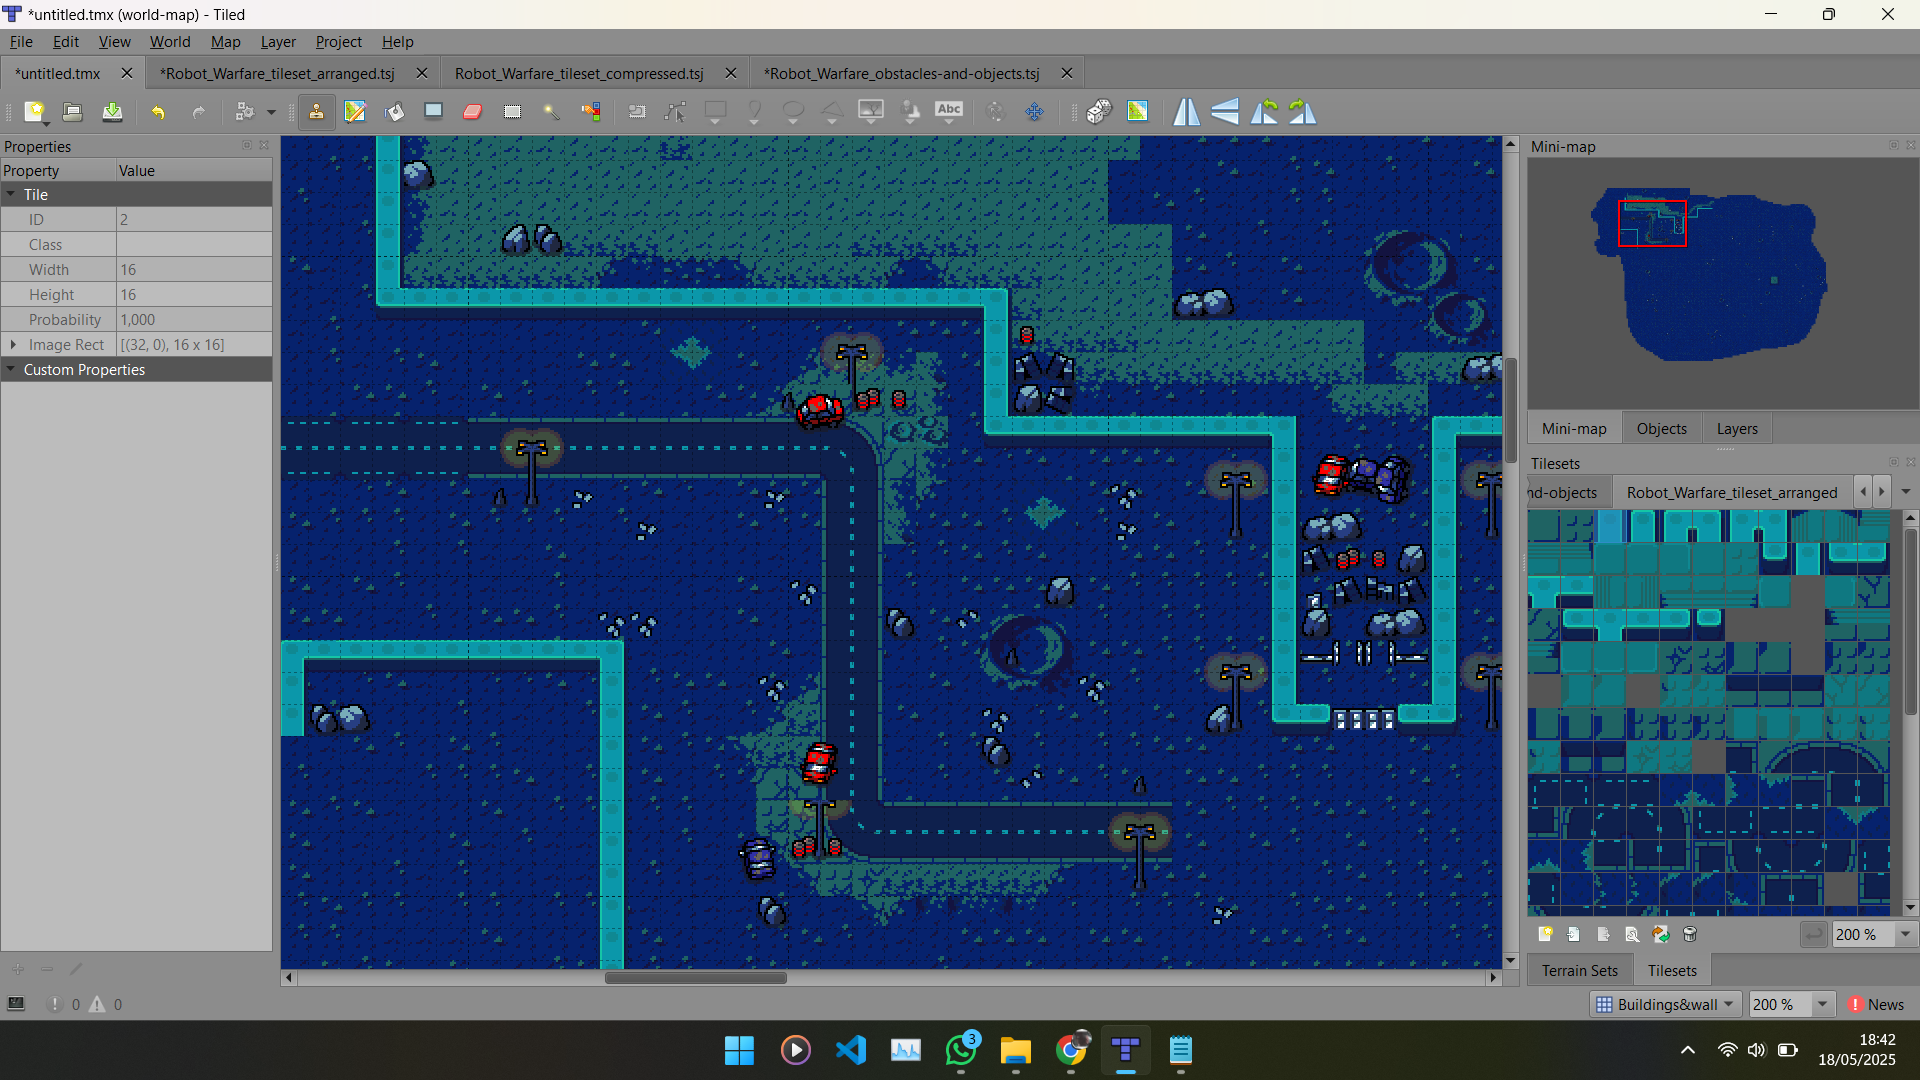 *untitled.tmx (world-map) - Tiled
File Edit View World Map Layer Project Help
*untitled.tmx *Robot_Warfare_tileset_arranged.tsj Robot_Warfare_tileset_compressed.tsj *Robot_Warfare_obstacles-and-objects.tsj
Abc
Properties
Property Value
Tile
ID 2
Class
Width 16
Height 16
Probability 1,000
Image Rect [(32, 0), 16 x 16]
Custom Properties
Mini-map
Mini-map Objects Layers
Tilesets
nd-objects Robot_Warfare_tileset_arranged
200 %
Terrain Sets Tilesets
0 0
Buildings&wall 200 % News
3
18:42
18/05/2025